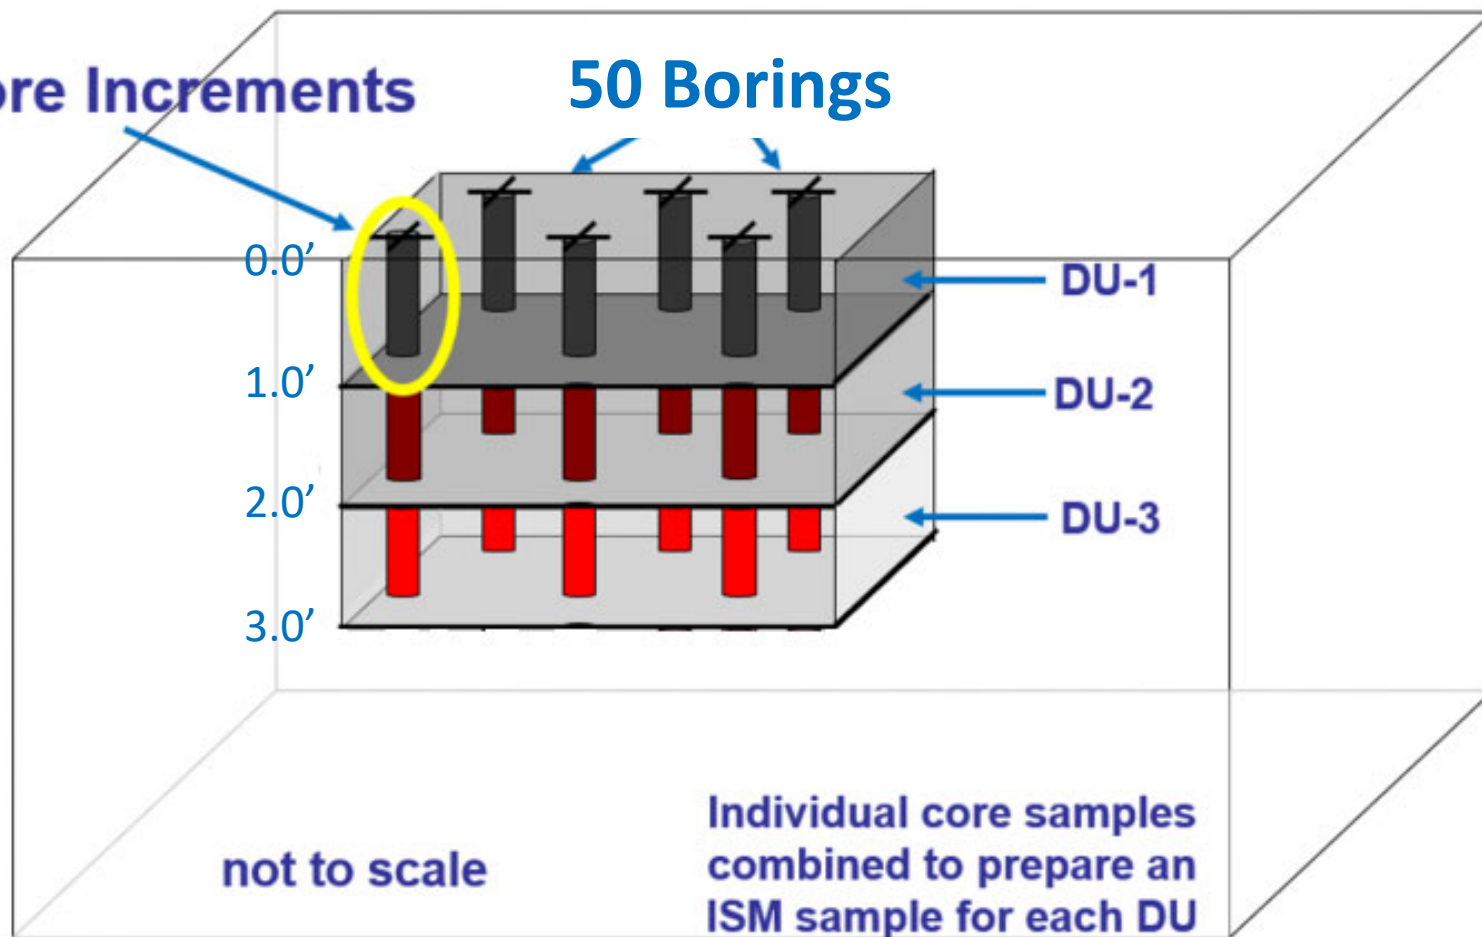 ore Increments
50 Borings
0.0’
DU-1
1.0’
DU-2
2.0’
DU-3
3.0’
Individual core samples
combined to prepare an
ISM sample for each DU
not to scale